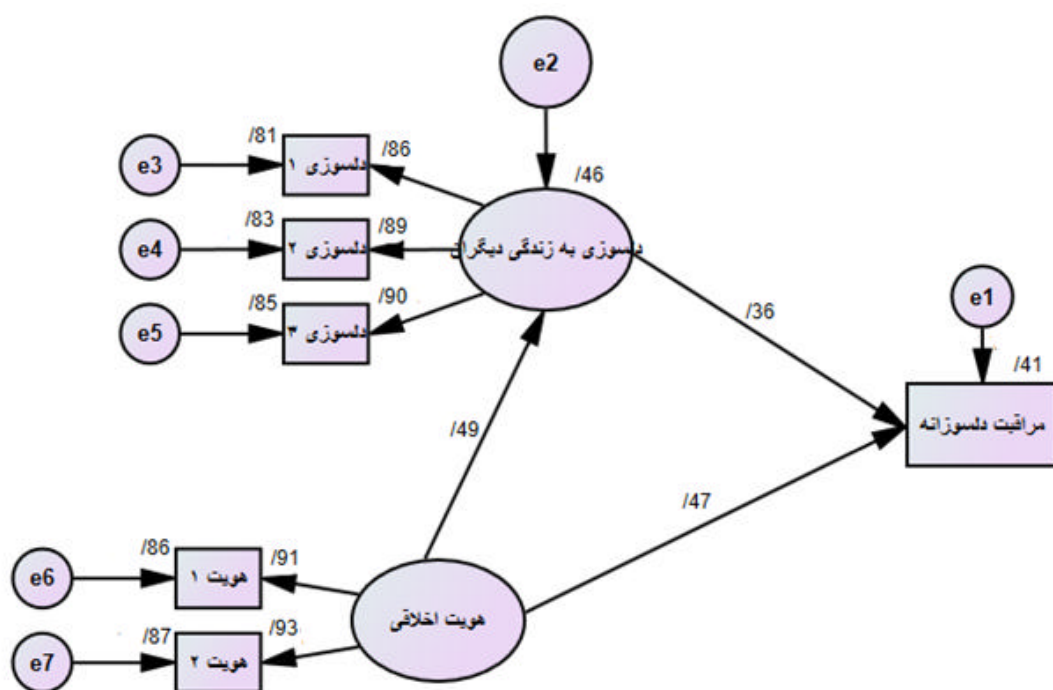 e2
/81
/86
e3
دلسوزی ۱
/46
/83
/89
e4
دلسوزی ۲
دلسوزی به زندگی دیگران
/85
/90
e5
دلسوزی ۳
/36
e1
/41
مراقبت دلسوزانه
/49
/47
/86
/91
e6
هویت ۱
هویت اخلاقی
/87
/93
e7
هویت ۲